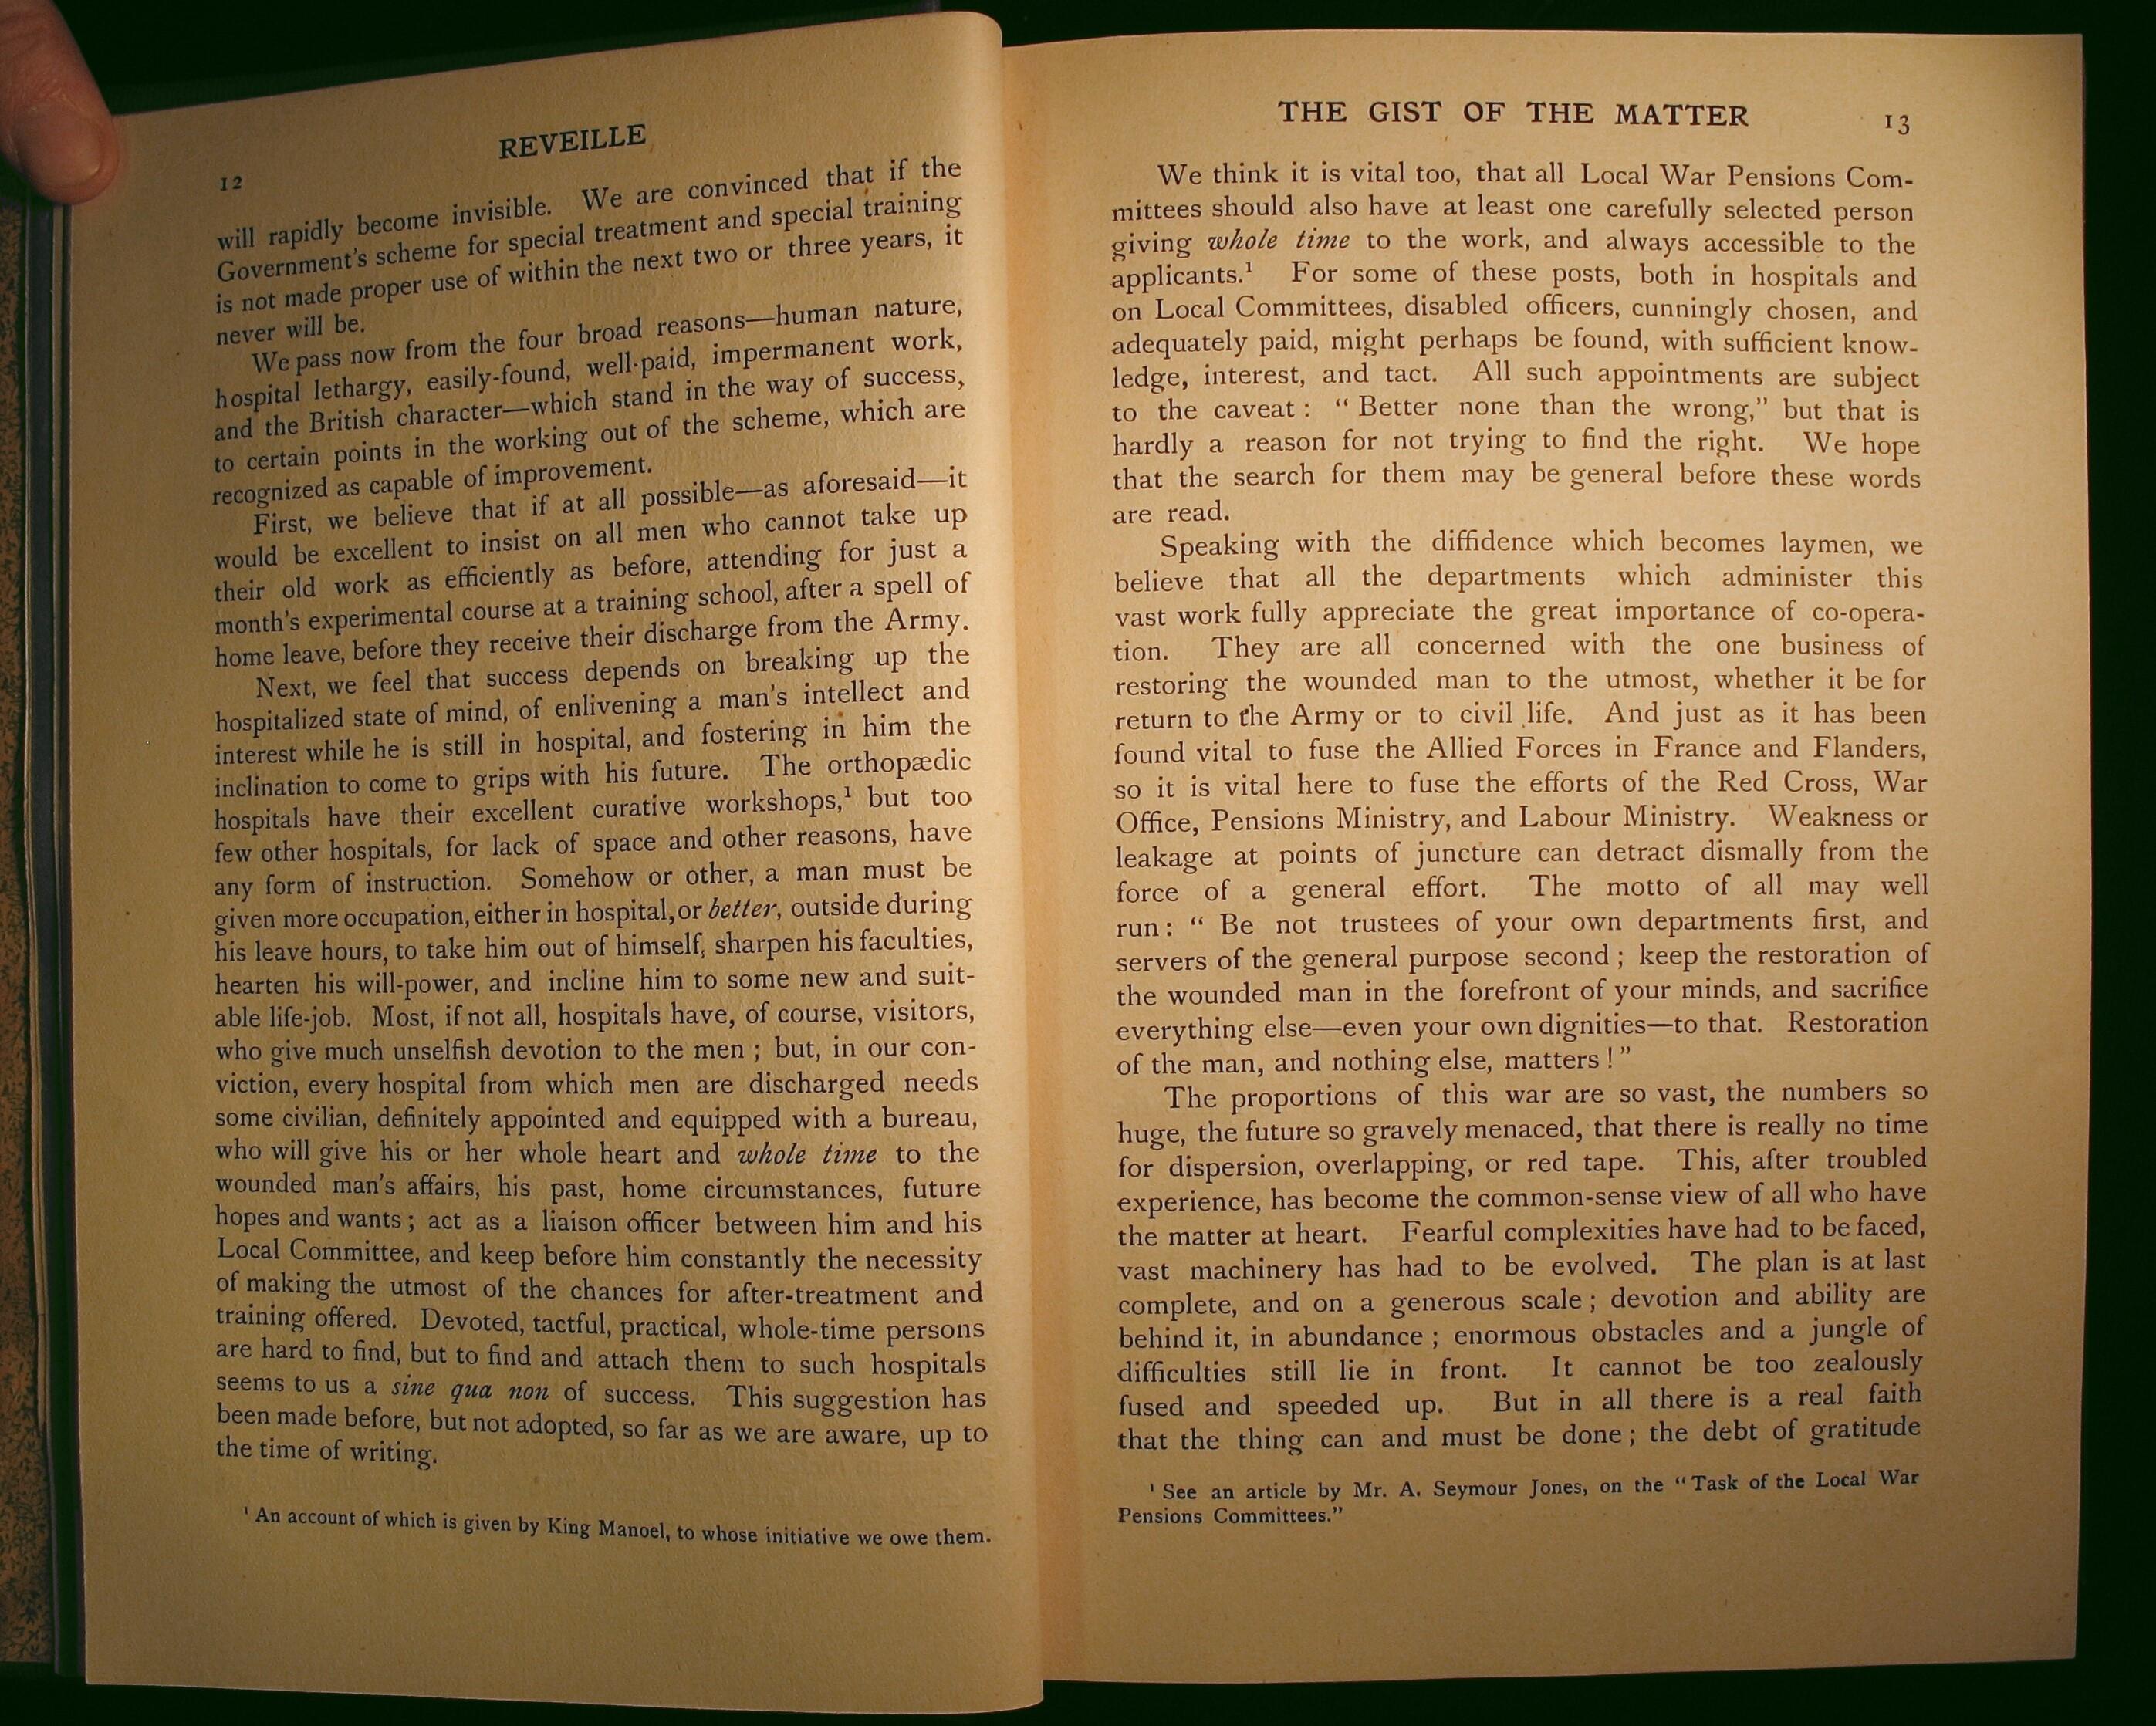 REVEILLE
12
will rapidly become invisible. We are convinced that if the
Government's scheme for special treatment and special training
is not made proper use of within the next two or three years, it
never will be.
We pass now from the four broad reasons—human nature,
hospital lethargy, easily-found, well-paid, impermanent work,
and the British character—which stand in the way of success,
to certain points in the working out of the scheme, which are
recognized as capable of improvement.
First, we believe that if at all possible—as aforesaid—it
would be excellent to insist on all men who cannot take up
their old work as efficiently as before, attending for just a
month's experimental course at a training school, after a spell of
home leave, before they receive their discharge from the Army.
Next, we feel that success depends on breaking up the
hospitalized state of mind, of enlivening a man's intellect and
interest while he is still in hospital, and fostering in him the
inclination to come to grips with his future. The orthopædic
hospitals have their excellent curative workshops,¹ but too
few other hospitals, for lack of space and other reasons, have
any form of instruction. Somehow or other, a man must be
given more occupation, either in hospital, or better, outside during
his leave hours, to take him out of himself, sharpen his faculties,
hearten his will-power, and incline him to some new and suit-
able life-job. Most, if not all, hospitals have, of course, visitors,
who give much unselfish devotion to the men ; but, in our con-
viction, every hospital from which men are discharged needs
some civilian, definitely appointed and equipped with a bureau,
who will give his or her whole heart and whole time to the
wounded man's affairs, his past, home circumstances, future
hopes and wants ; act as a liaison officer between him and his
Local Committee, and keep before him constantly the necessity
of making the utmost of the chances for after-treatment and
training offered. Devoted, tactful, practical, whole-time persons
are hard to find, but to find and attach them to such hospitals
seems to us a sine qua non of success. This suggestion has
been made before, but not adopted, so far as we are aware, up to
the time of writing.
¹ An account of which is given by King Manoel, to whose initiative we owe them.
THE GIST OF THE MATTER 13
We think it is vital too, that all Local War Pensions Com-
mittees should also have at least one carefully selected person
giving whole time to the work, and always accessible to the
applicants.¹ For some of these posts, both in hospitals and
on Local Committees, disabled officers, cunningly chosen, and
adequately paid, might perhaps be found, with sufficient know-
ledge, interest, and tact. All such appointments are subject
to the caveat : “ Better none than the wrong,” but that is
hardly a reason for not trying to find the right. We hope
that the search for them may be general before these words
are read.
Speaking with the diffidence which becomes laymen, we
believe that all the departments which administer this
vast work fully appreciate the great importance of co-opera-
tion. They are all concerned with the one business of
restoring the wounded man to the utmost, whether it be for
return to the Army or to civil life. And just as it has been
found vital to fuse the Allied Forces in France and Flanders,
so it is vital here to fuse the efforts of the Red Cross, War
Office, Pensions Ministry, and Labour Ministry. Weakness or
leakage at points of juncture can detract dismally from the
force of a general effort. The motto of all may well
run : “ Be not trustees of your own departments first, and
servers of the general purpose second ; keep the restoration of
the wounded man in the forefront of your minds, and sacrifice
everything else—even your own dignities—to that. Restoration
of the man, and nothing else, matters ! ”
The proportions of this war are so vast, the numbers so
huge, the future so gravely menaced, that there is really no time
for dispersion, overlapping, or red tape. This, after troubled
experience, has become the common-sense view of all who have
the matter at heart. Fearful complexities have had to be faced,
vast machinery has had to be evolved. The plan is at last
complete, and on a generous scale ; devotion and ability are
behind it, in abundance ; enormous obstacles and a jungle of
difficulties still lie in front. It cannot be too zealously
fused and speeded up. But in all there is a real faith
that the thing can and must be done ; the debt of gratitude
¹ See an article by Mr. A. Seymour Jones, on the “Task of the Local War
Pensions Committees.”